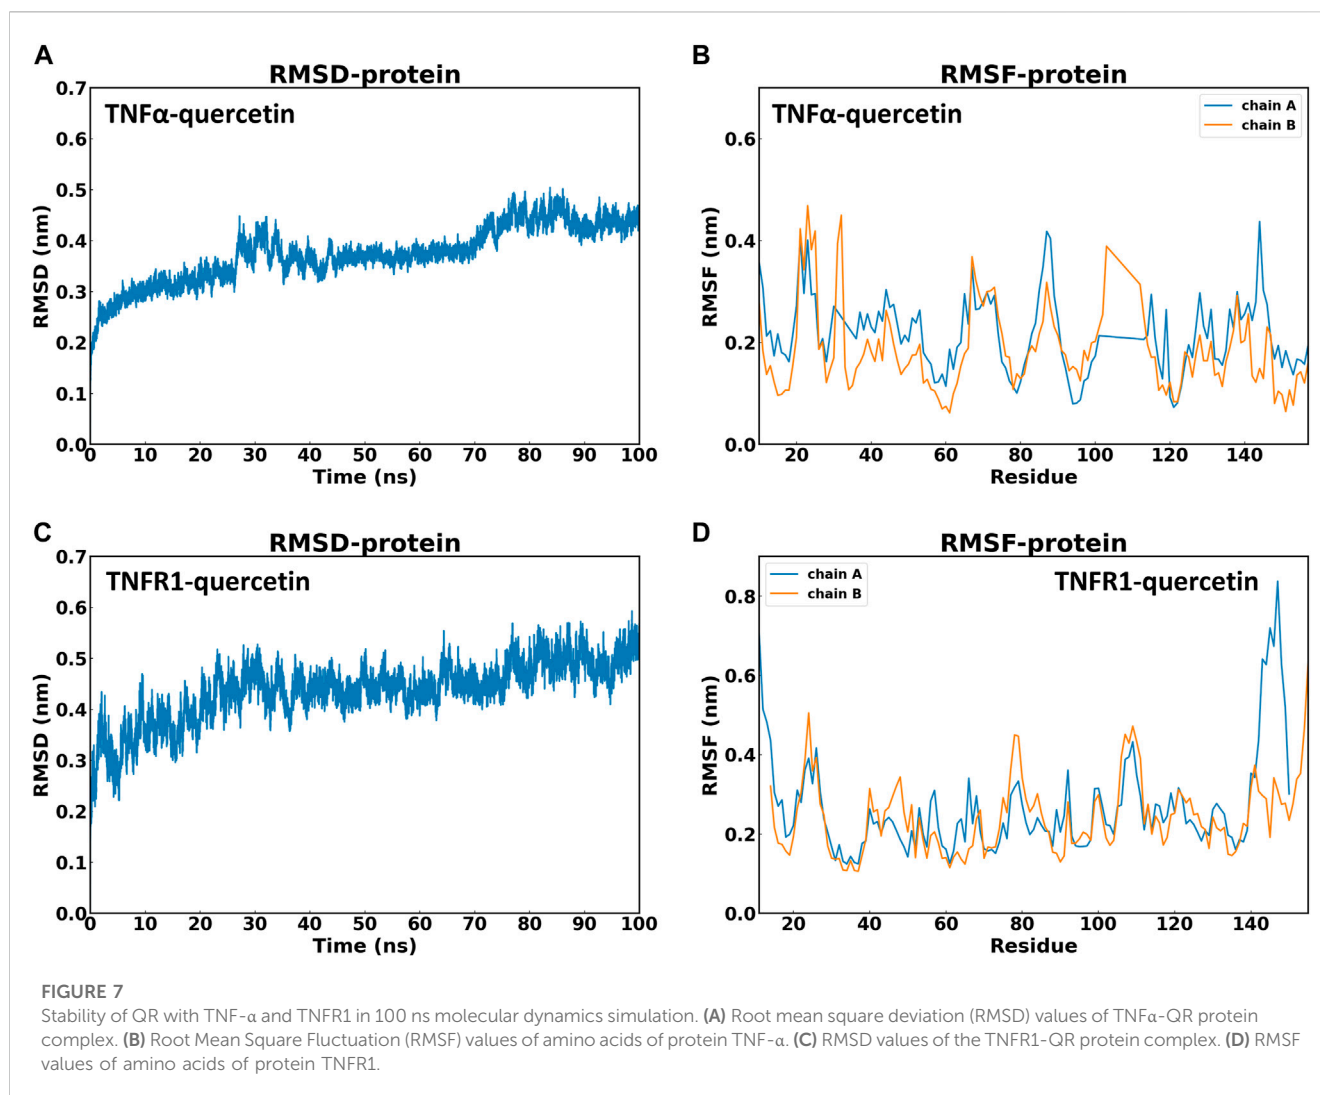 A
RMSD-protein
TNFα-quercetin
0.7
0.6
0.5
0.4
0.3
0.2
0.1
0.0
RMSD (nm)
0 10 20 30 40 50 60 70 80 90 100
Time (ns)
B
RMSF-protein
TNFα-quercetin
chain A
chain B
0.6
0.4
0.2
0.0
RMSF (nm)
20 40 60 80 100 120 140
Residue
C
RMSD-protein
TNFR1-quercetin
0.7
0.6
0.5
0.4
0.3
0.2
0.1
0.0
RMSD (nm)
0 10 20 30 40 50 60 70 80 90 100
Time (ns)
D
RMSF-protein
chain A
chain B
TNFR1-quercetin
0.8
0.6
0.4
0.2
0.0
RMSF (nm)
20 40 60 80 100 120 140
Residue
FIGURE 7
Stability of QR with TNF-α and TNFR1 in 100 ns molecular dynamics simulation. (A) Root mean square deviation (RMSD) values of TNFα-QR protein
complex. (B) Root Mean Square Fluctuation (RMSF) values of amino acids of protein TNF-α. (C) RMSD values of the TNFR1-QR protein complex. (D) RMSF
values of amino acids of protein TNFR1.